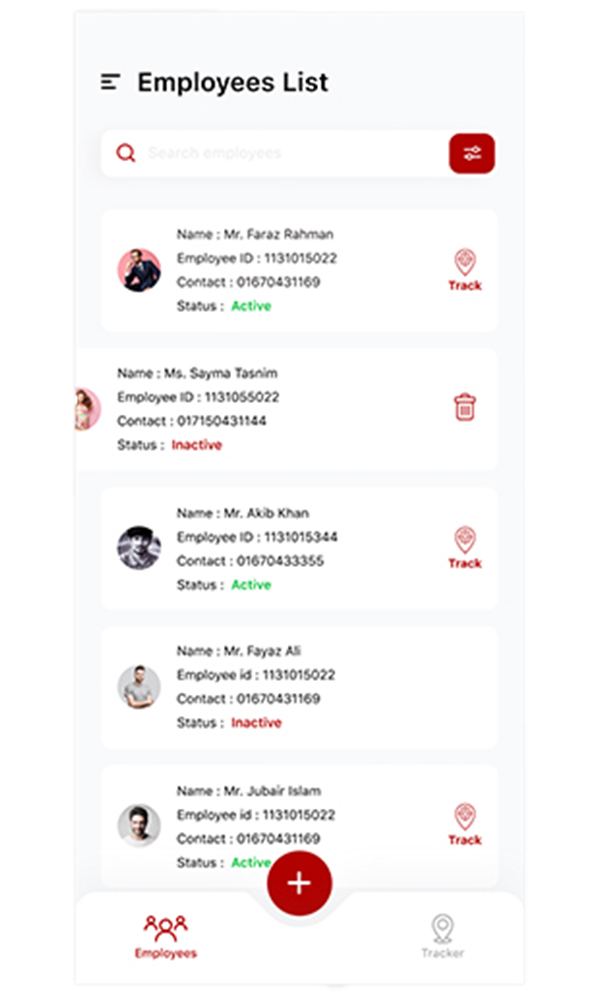 Employees List
Search employees
Name : Mr. Faraz Rahman
Employee ID : 1131015022
Contact : 01670431169
Status : Active
Track
Name : Ms. Sayma Tasnim
Employee ID : 1131055022
Contact : 017150431144
Status : Inactive
Name : Mr. Akib Khan
Employee ID : 1131015344
Contact : 01670433355
Status : Active
Track
Name : Mr. Fayaz Ali
Employee id : 1131015022
Contact : 01670431169
Status : Inactive
Name : Mr. Jubair Islam
Employee id : 1131015022
Contact : 01670431169
Status : Active
Track
Employees
Tracker